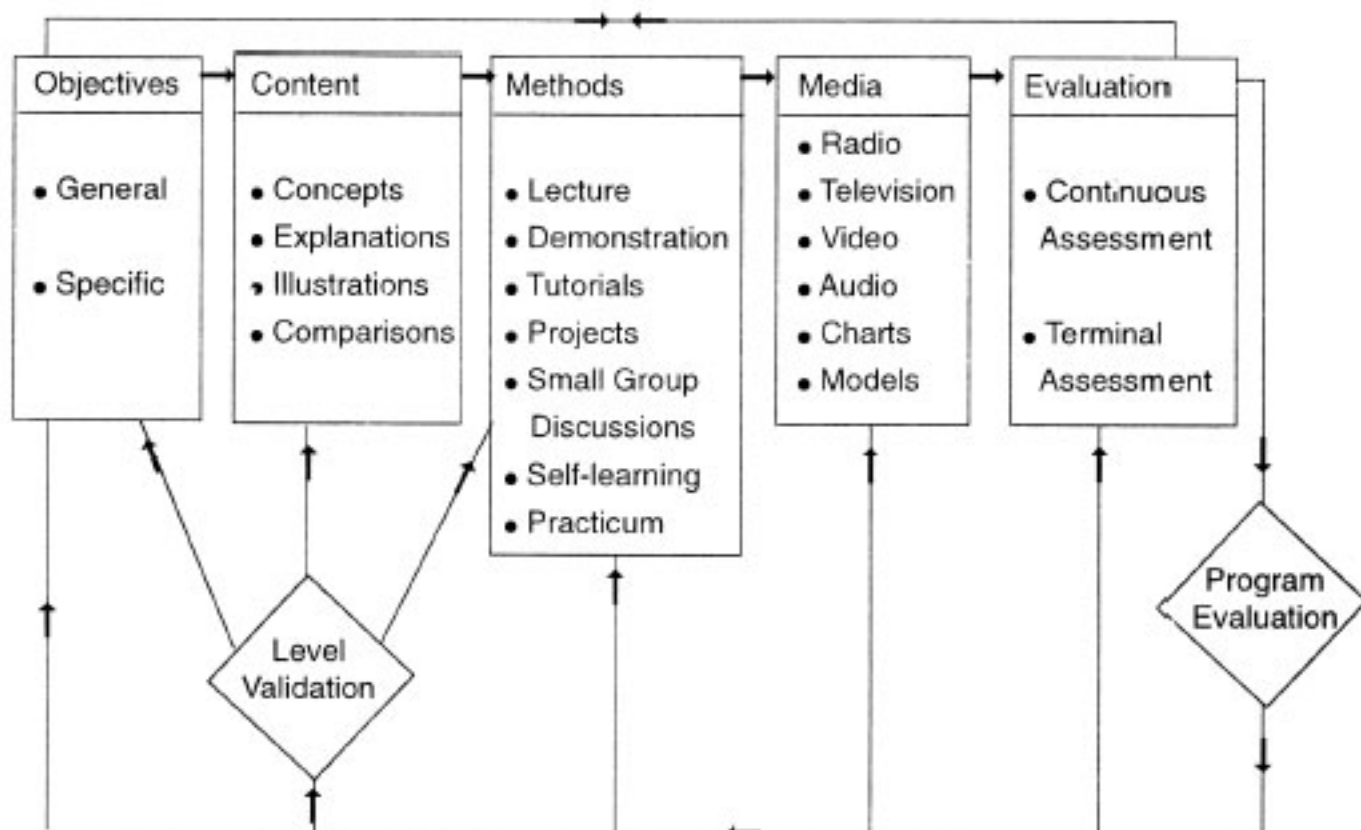 Objectives
• General
• Specific
Content
• Concepts
• Explanations
• Illustrations
• Comparisons
Methods
• Lecture
• Demonstration
• Tutorials
• Projects
• Small Group
Discussions
• Self-learning
• Practicum
Media
• Radio
• Television
• Video
• Audio
• Charts
• Models
Evaluation
• Continuous
Assessment
• Terminal
Assessment
Level
Validation
Program
Evaluation